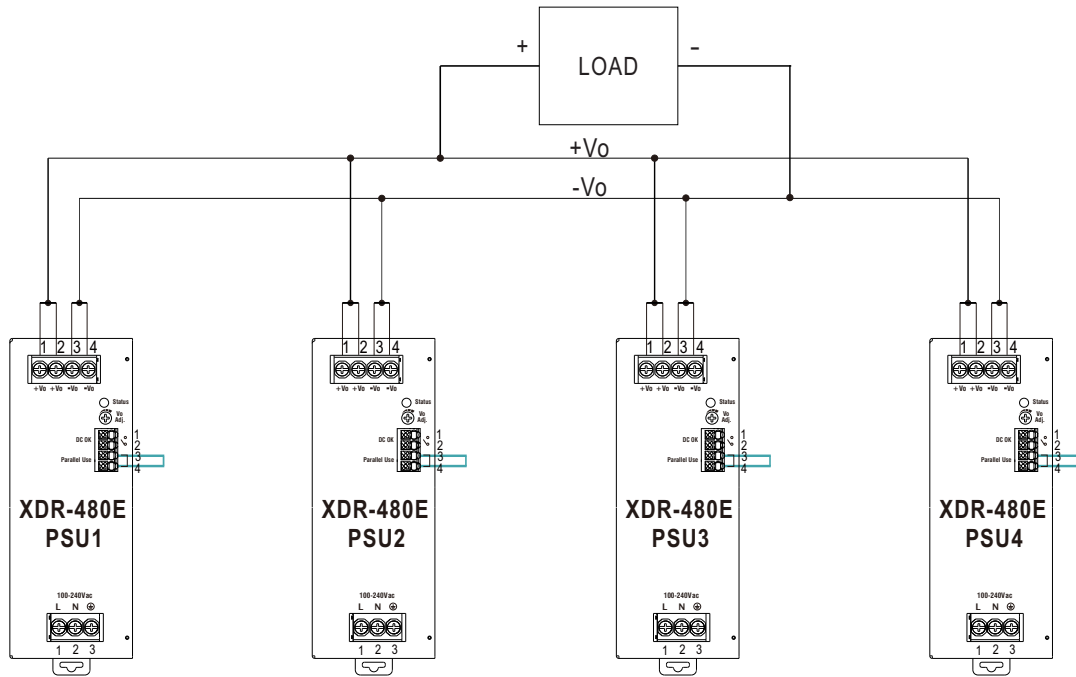 + LOAD -
+Vo
-Vo
1 2 3 4
+Vo +Vo -Vo -Vo
Status
Vo
Adj.
DC OK
1
2
Parallel Use
3
4
XDR-480E
PSU1
100-240Vac
L N
1 2 3
1 2 3 4
+Vo +Vo -Vo -Vo
Status
Vo
Adj.
DC OK
1
2
Parallel Use
3
4
XDR-480E
PSU2
100-240Vac
L N
1 2 3
1 2 3 4
+Vo +Vo -Vo -Vo
Status
Vo
Adj.
DC OK
1
2
Parallel Use
3
4
XDR-480E
PSU3
100-240Vac
L N
1 2 3
1 2 3 4
+Vo +Vo -Vo -Vo
Status
Vo
Adj.
DC OK
1
2
Parallel Use
3
4
XDR-480E
PSU4
100-240Vac
L N
1 2 3